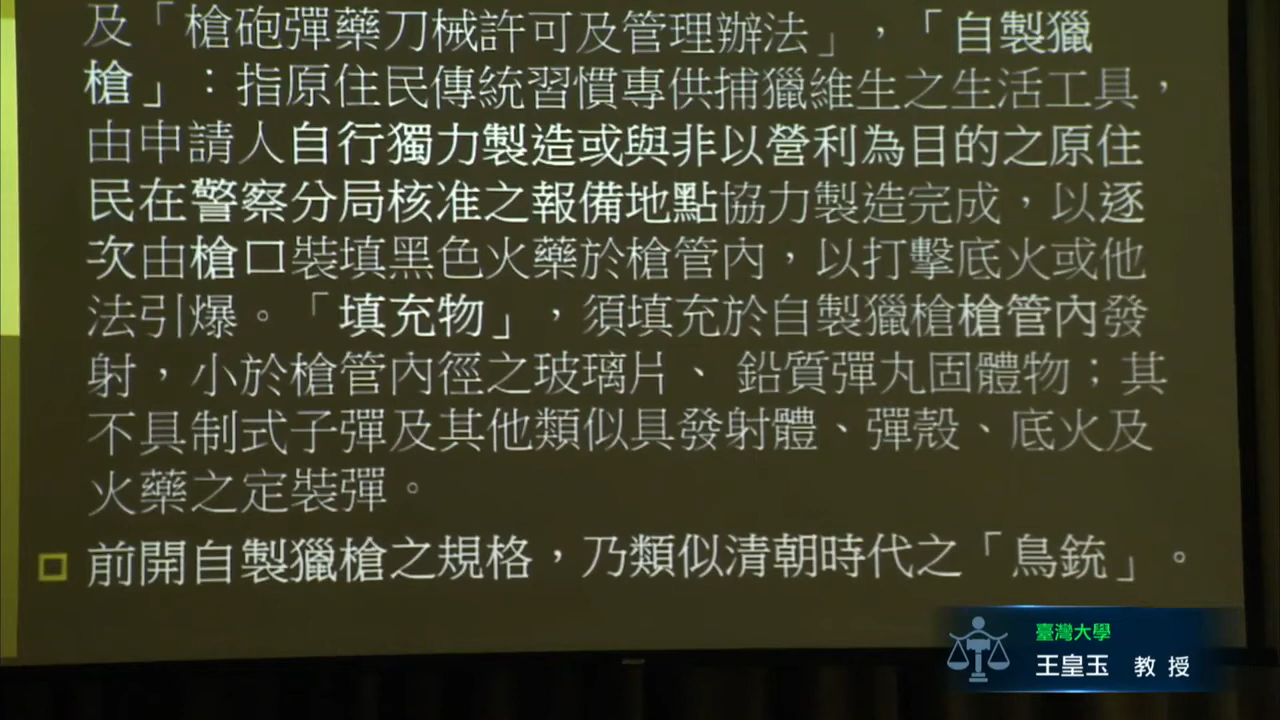 及「槍砲彈藥刀械許可及管理辦法」，「自製獵
槍」：指原住民傳統習慣專供捕獵維生之生活工具，
由申請人自行獨力製造或與非以營利為目的之原住
民在警察分局核准之報備地點協力製造完成，以逐
次由槍口裝填黑色火藥於槍管內，以打擊底火或他
法引爆。「填充物」，須填充於自製獵槍槍管內發
射，小於槍管內徑之玻璃片、鉛質彈丸固體物；其
不具制式子彈及其他類似具發射體、彈殼、底火及
火藥之定裝彈。
前開自製獵槍之規格，乃類似清朝時代之「鳥銃」。
臺灣大學
王皇玉 教授